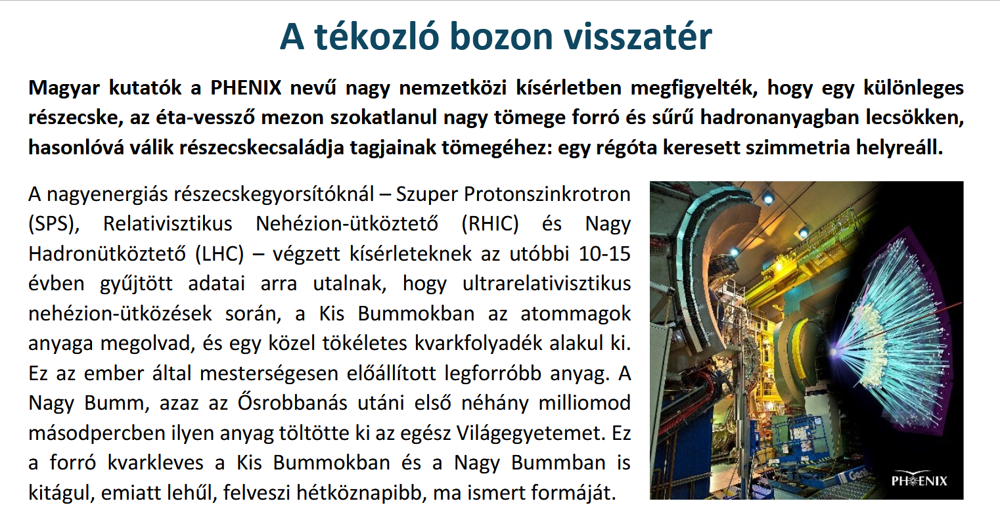 A tékozló bozon visszatér
Magyar kutatók a PHENIX nevű nagy nemzetközi kísérletben megfigyelték, hogy egy különleges
részecske, az éta-vessző mezon szokatlanul nagy tömege forró és sűrű hadronanyagban lecsökken,
hasonlóvá válik részecskecsaládja tagjainak tömegéhez: egy régóta keresett szimmetria helyreáll.
A nagyenergiás részecskegyorsítóknál – Szuper Protonszinkrotron
(SPS), Relativisztikus Nehézion-ütköztető (RHIC) és Nagy
Hadronütköztető (LHC) – végzett kísérleteknek az utóbbi 10-15
évben gyűjtött adatai arra utalnak, hogy ultrarelativisztikus
nehézion-ütközések során, a Kis Bummokban az atommagok
anyaga megolvad, és egy közel tökéletes kvarkfolyadék alakul ki.
Ez az ember által mesterségesen előállított legforróbb anyag. A
Nagy Bumm, azaz az Ősrobbanás utáni első néhány milliomod
másodpercben ilyen anyag töltötte ki az egész Világegyetemet. Ez
a forró kvarkleves a Kis Bummokban és a Nagy Bummban is
kitágul, emiatt lehűl, felveszi hétköznapibb, ma ismert formáját.
PHENIX